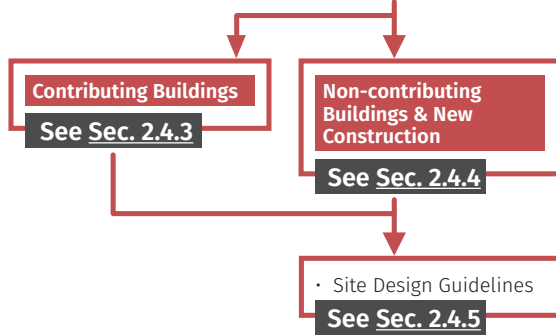 Contributing Buildings
See Sec. 2.4.3
Non-contributing
Buildings & New
Construction
See Sec. 2.4.4
· Site Design Guidelines
See Sec. 2.4.5